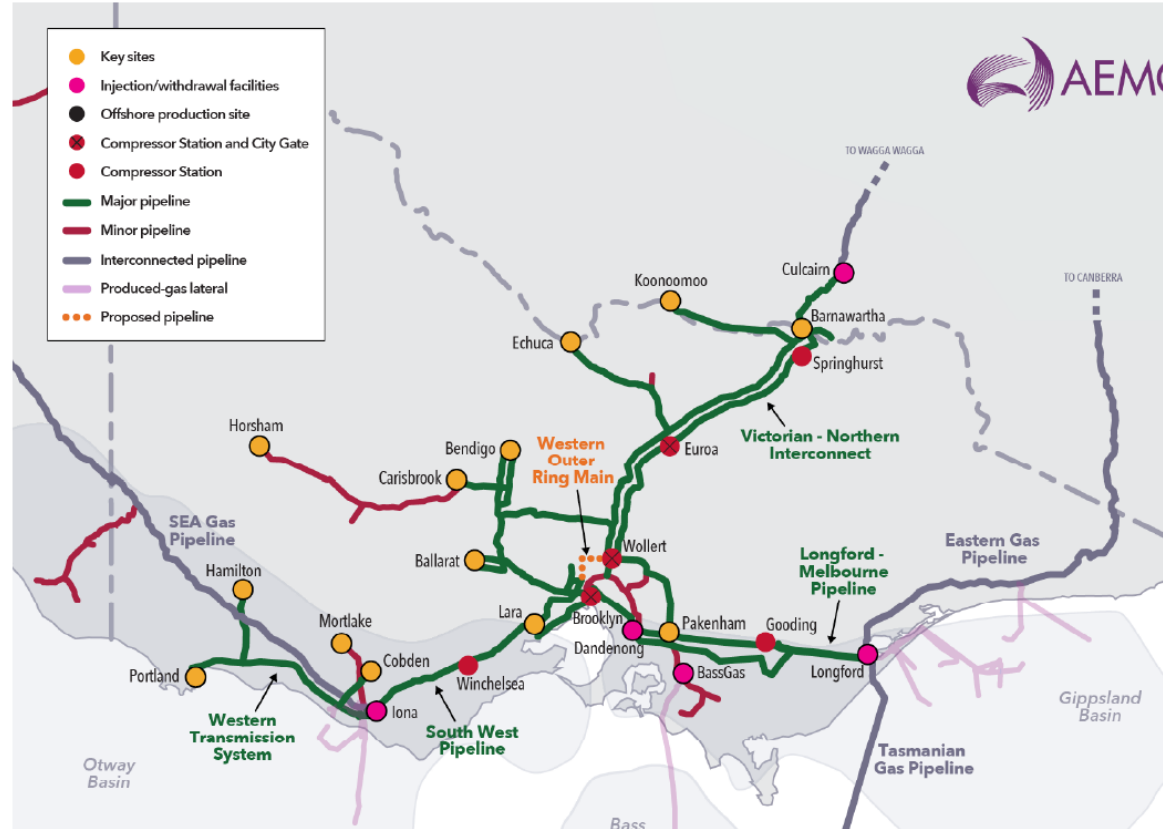 Key sites
Injection/withdrawal facilities
Offshore production site
Compressor Station and City Gate
Compressor Station
Major pipeline
Minor pipeline
Interconnected pipeline
Produced-gas lateral
Proposed pipeline
AEMO
TO WAGGA WAGGA
TO CANBERRA
Culcairn
Koonoomoo
Barnawartha
Echuca
Springhurst
Horsham
Bendigo
Western
Outer
Ring Main
Euroa
Victorian - Northern
Interconnect
Carisbrook
SEA Gas
Pipeline
Ballarat
Wollert
Eastern Gas
Pipeline
Longford -
Melbourne
Pipeline
Hamilton
Mortlake
Lara
Brooklyn
Pakenham
Gooding
Dandenong
Portland
Cobden
Winchelsea
BassGas
Longford
Iona
Western
Transmission
System
South West
Pipeline
Gippsland
Basin
Tasmanian
Gas Pipeline
Otway
Basin
Bass